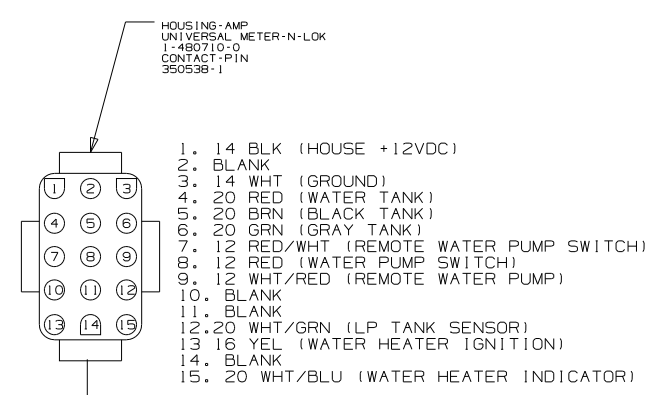 HOUSING-AMP
UNIVERSAL METER-N-LOK
1-480710-0
CONTACT-PIN
350538-1
1. 14 BLK (HOUSE +12VDC)
2. BLANK
3. 14 WHT (GROUND)
4. 20 RED (WATER TANK)
5. 20 BRN (BLACK TANK)
6. 20 GRN (GRAY TANK)
7. 12 RED/WHT (REMOTE WATER PUMP SWITCH)
8. 12 RED (WATER PUMP SWITCH)
9. 12 WHT/RED (REMOTE WATER PUMP)
10. BLANK
11. BLANK
12.20 WHT/GRN (LP TANK SENSOR)
13 16 YEL (WATER HEATER IGNITION)
14. BLANK
15. 20 WHT/BLU (WATER HEATER INDICATOR)
1 2 3
4 5 6
7 8 9
10 11 12
13 14 15